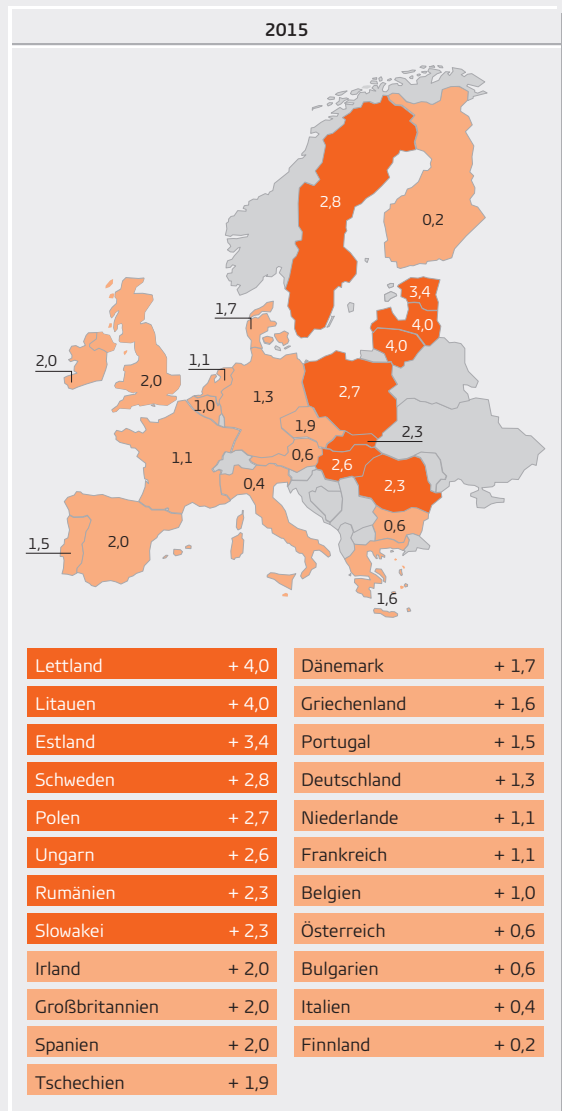 2015
2,8
0,2
3,4
4,0
4,0
1,7
2,0
2,0
1,1
1,0
1,3
2,7
1,9
2,3
0,6
2,6
1,1
0,4
2,3
0,6
1,5
2,0
1,6
Lettland + 4,0
Litauen + 4,0
Estland + 3,4
Schweden + 2,8
Polen + 2,7
Ungarn + 2,6
Rumänien + 2,3
Slowakei + 2,3
Irland + 2,0
Großbritannien + 2,0
Spanien + 2,0
Tschechien + 1,9
Dänemark + 1,7
Griechenland + 1,6
Portugal + 1,5
Deutschland + 1,3
Niederlande + 1,1
Frankreich + 1,1
Belgien + 1,0
Österreich + 0,6
Bulgarien + 0,6
Italien + 0,4
Finnland + 0,2